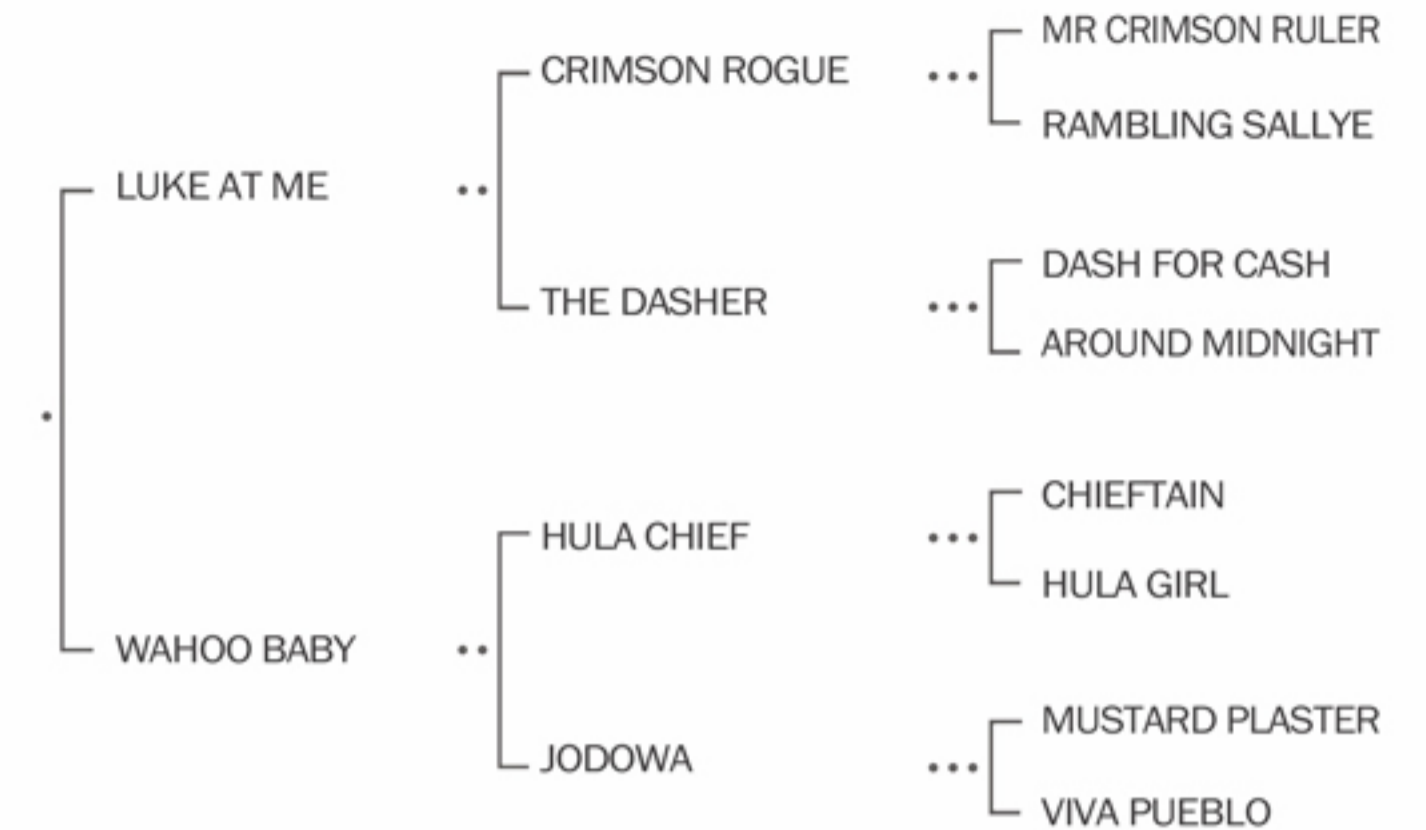 MR CRIMSON RULER
CRIMSON ROGUE
RAMBLING SALLYE
LUKE AT ME
DASH FOR CASH
THE DASHER
AROUND MIDNIGHT
CHIEFTAIN
HULA CHIEF
HULA GIRL
WAHOO BABY
MUSTARD PLASTER
JODOWA
VIVA PUEBLO